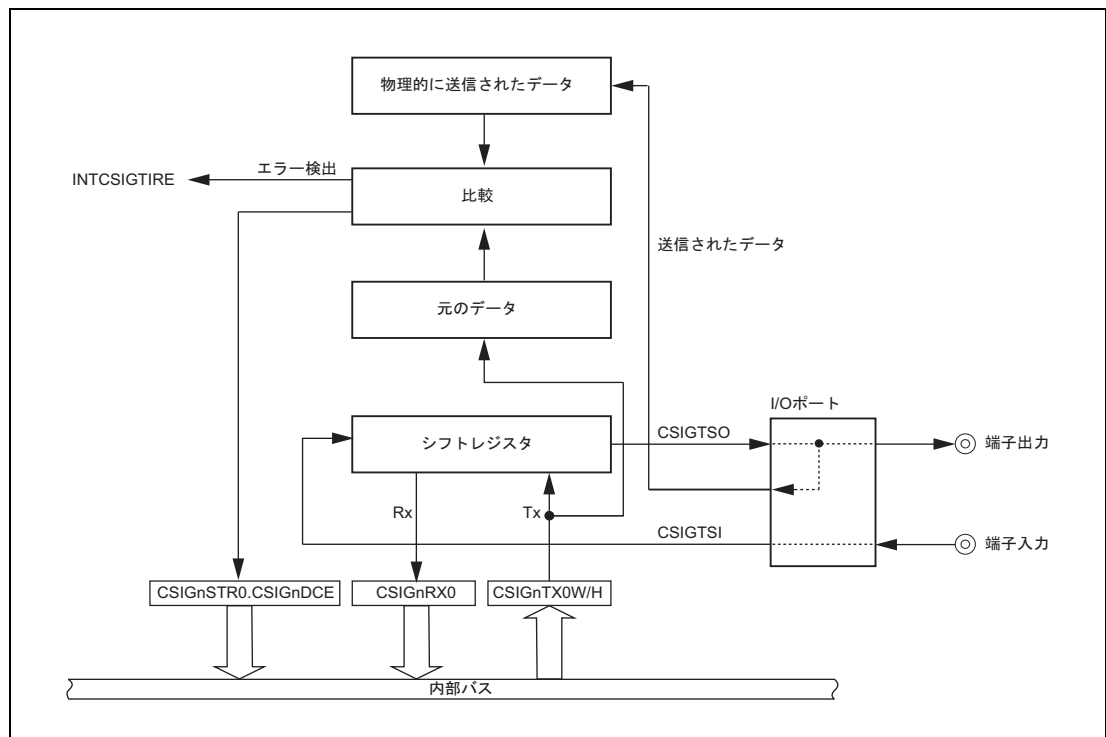 物理的に送信されたデータ
エラー検出
INTCSIGTIRE
比較
送信されたデータ
元のデータ
I/Oポート
シフトレジスタ
CSIGTSO
端子出力
Rx
Tx
CSIGTSI
端子入力
CSIGnSTR0.CSIGnDCE
CSIGnRX0
CSIGnTX0W/H
内部バス